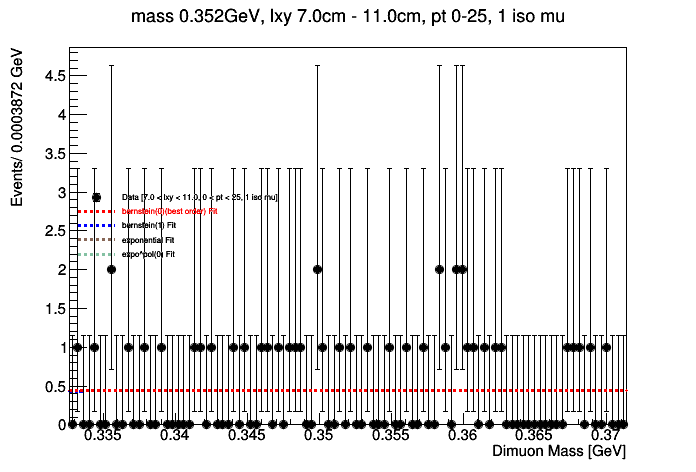 mass 0.352GeV, lxy 7.0cm - 11.0cm, pt 0-25, 1 iso mu
Events/ 0.0003872 GeV
4.5
4
3.5
3
2.5
2
1.5
1
0.5
0
Data [7.0 < lxy < 11.0, 0 < pt < 25, 1 iso mu]
bernstein(0)(best order) Fit
bernstein(1) Fit
exponential Fit
expo*pol(0) Fit
0.335 0.34 0.345 0.35 0.355 0.36 0.365 0.37
Dimuon Mass [GeV]